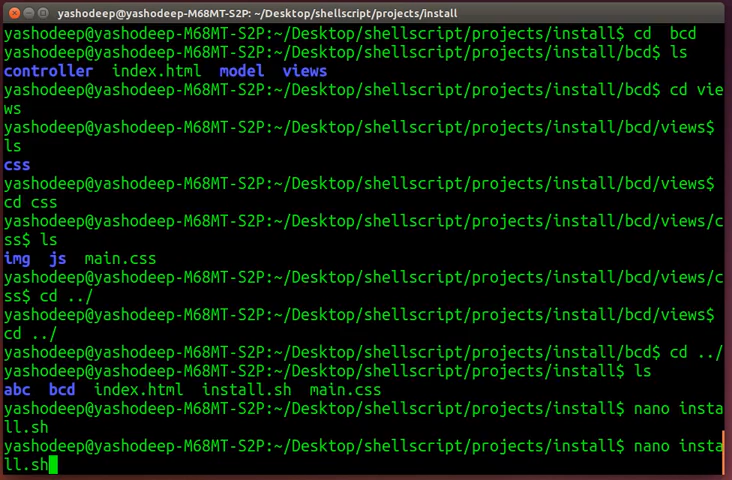 yashodeep@yashodeep-M68MT-S2P: ~/Desktop/shellscript/projects/install
yashodeep@yashodeep-M68MT-S2P:~/Desktop/shellscript/projects/install$ cd  bcd
yashodeep@yashodeep-M68MT-S2P:~/Desktop/shellscript/projects/install/bcd$ ls
controller  index.html  model  views
yashodeep@yashodeep-M68MT-S2P:~/Desktop/shellscript/projects/install/bcd$ cd vie
ws
yashodeep@yashodeep-M68MT-S2P:~/Desktop/shellscript/projects/install/bcd/views$
ls
css
yashodeep@yashodeep-M68MT-S2P:~/Desktop/shellscript/projects/install/bcd/views$
cd css
yashodeep@yashodeep-M68MT-S2P:~/Desktop/shellscript/projects/install/bcd/views/c
ss$ ls
img  js  main.css
yashodeep@yashodeep-M68MT-S2P:~/Desktop/shellscript/projects/install/bcd/views/c
ss$ cd ../
yashodeep@yashodeep-M68MT-S2P:~/Desktop/shellscript/projects/install/bcd/views$
cd ../
yashodeep@yashodeep-M68MT-S2P:~/Desktop/shellscript/projects/install/bcd$ cd ../
yashodeep@yashodeep-M68MT-S2P:~/Desktop/shellscript/projects/install$ ls
abc  bcd  index.html  install.sh  main.css
yashodeep@yashodeep-M68MT-S2P:~/Desktop/shellscript/projects/install$ nano insta
ll.sh
yashodeep@yashodeep-M68MT-S2P:~/Desktop/shellscript/projects/install$ nano insta
ll.sh